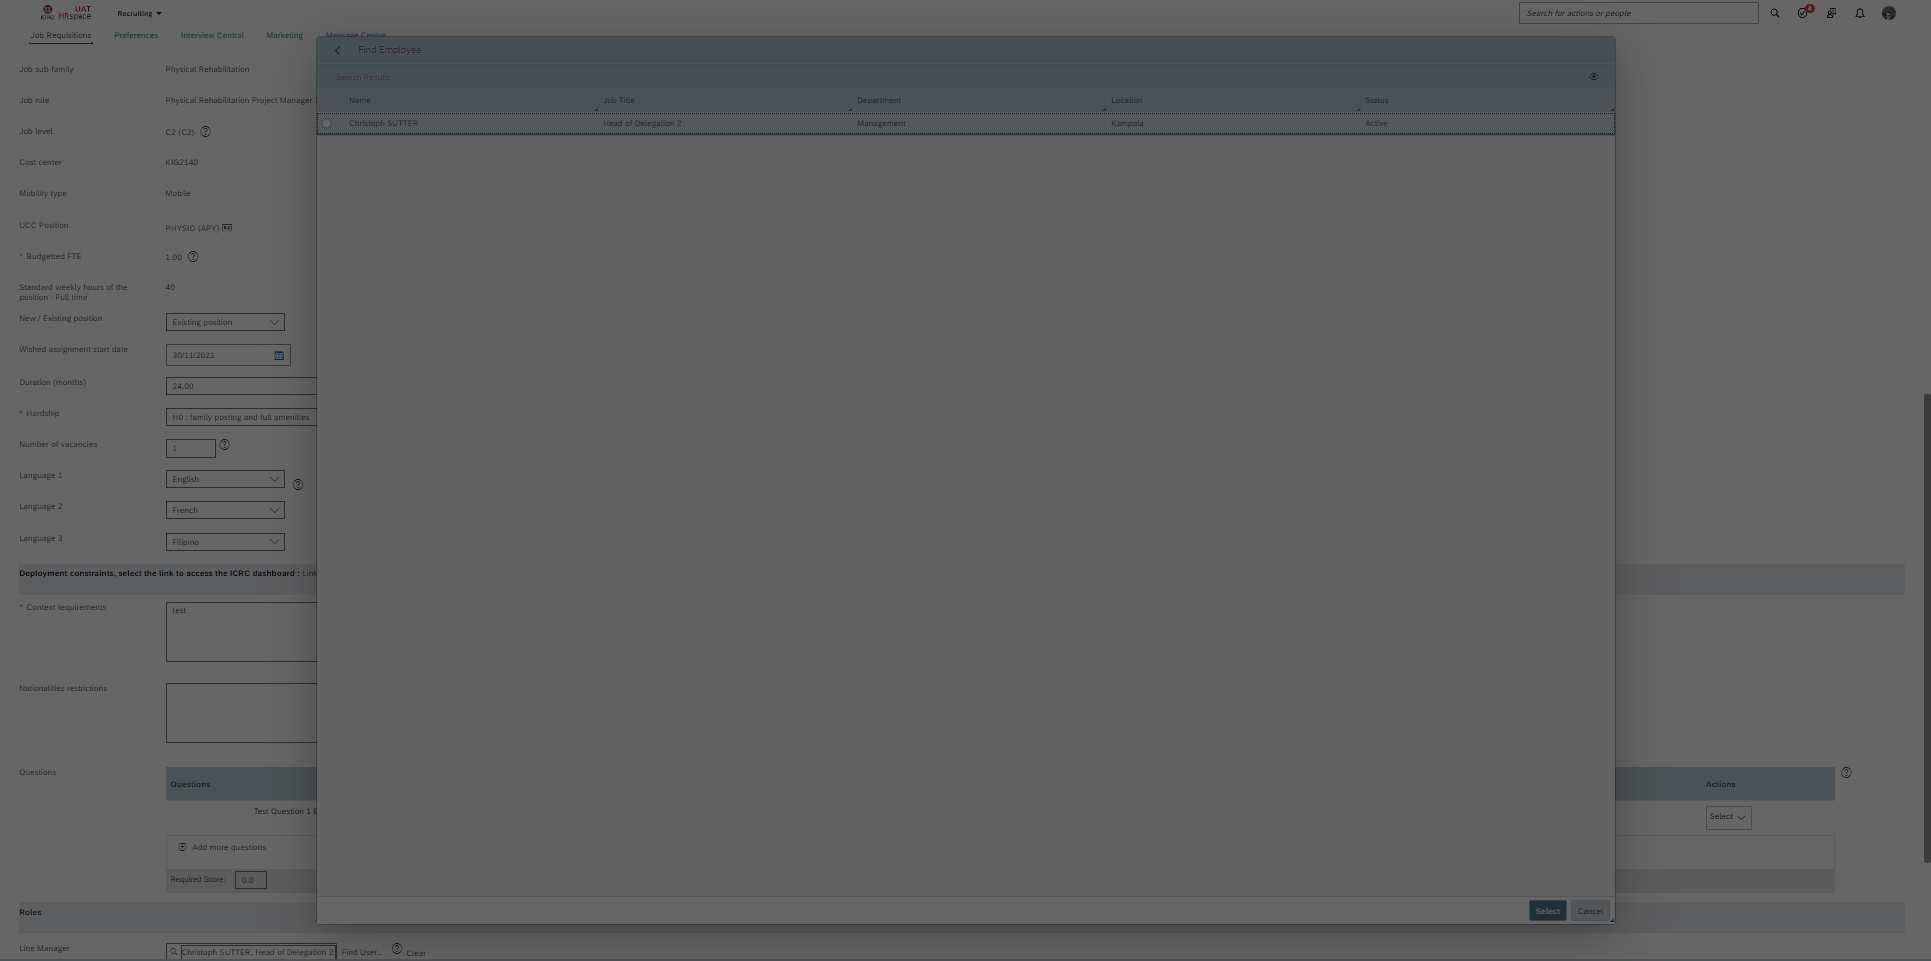 UAT
ICRC HRspace
Recruiting
Search for actions or people
4
Job Requisitions
Preferences
Interview Central
Marketing
Message Centre
Find Employee
Search Results
Name
Job Title
Department
Location
Status
Christoph SUTTER
Head of Delegation 2
Management
Kampala
Active
Job sub-family
Physical Rehabilitation
Job role
Physical Rehabilitation Project Manager
Job level
C2 (C2)
Cost center
KIG2140
Mobility type
Mobile
UCC Position
PHYSIO (APY)
* Budgetted FTE
1.00
Standard weekly hours of the
position - Full time
40
New / Existing position
Existing position
Wished assignment start date
30/11/2021
Duration (months)
24.00
* Hardship
H0 : family posting and full amenities
Number of vacancies
1
Language 1
English
Language 2
French
Language 3
Filipino
Deployment constraints, select the link to access the ICRC dashboard : Link
* Context requirements
test
Nationalities restrictions
Questions
Questions
Actions
Test Question 1 E
Select
Add more questions
Required Score:
0.0
Roles
Select
Cancel
Line Manager
Christoph SUTTER, Head of Delegation 2
Find User..
Clear